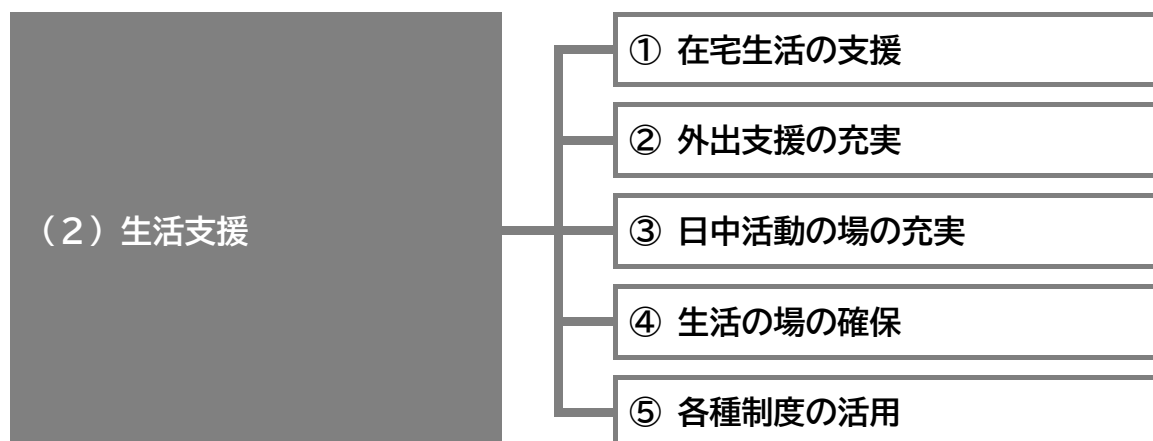 （2）生活支援
① 在宅生活の支援
② 外出支援の充実
③ 日中活動の場の充実
④ 生活の場の確保
⑤ 各種制度の活用